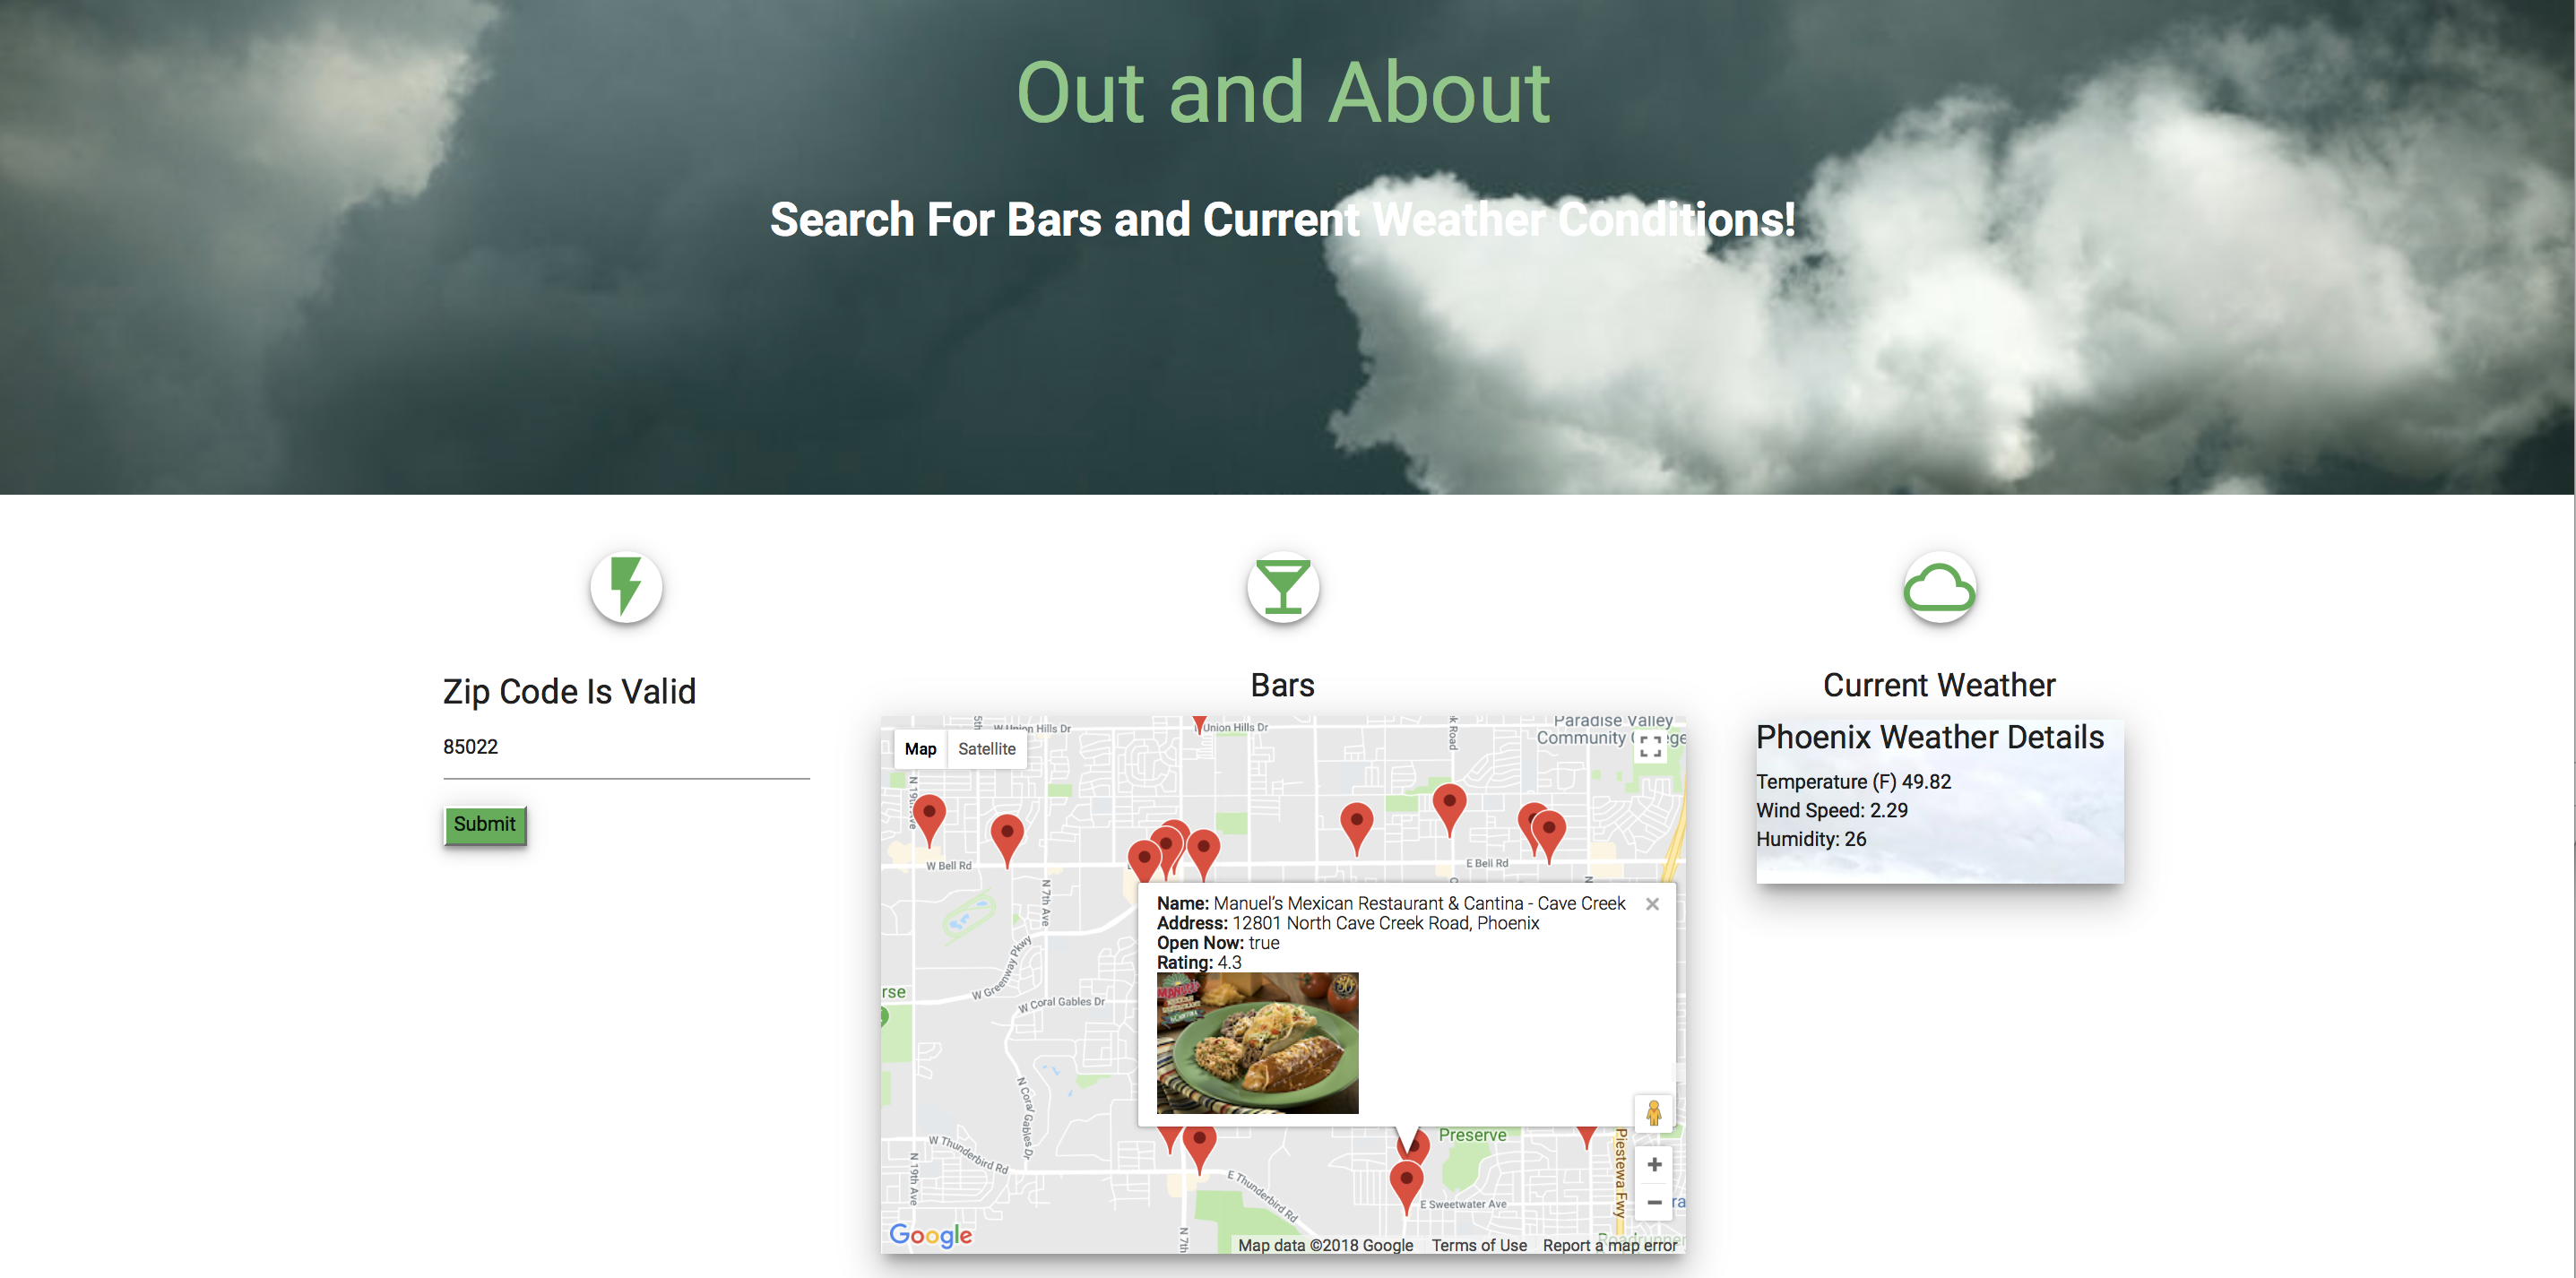 Out and About
Search For Bars and Current Weather Conditions!
Zip Code Is Valid
85022
Submit
Bars
Map
Satellite
W Union Hills Dr
Union Hills Dr
Paradise Valley
Community
N 19th Ave
W Bell Rd
E Bell Rd
N 7th Ave
W Greenway Pkwy
W Coral Gables Dr
N Coral Gables Dr
rse
Name: Manuel's Mexican Restaurant & Cantina - Cave Creek
Address: 12801 North Cave Creek Road, Phoenix
Open Now: true
Rating: 4.3
Preserve
W Thunderbird Rd
N 19th Ave
E Thunderbird Rd
E Sweetwater Ave
Piestewa Fwy
N 7th
Google
Map data ©2018 Google
Terms of Use
Report a map error
Current Weather
Phoenix Weather Details
Temperature (F) 49.82
Wind Speed: 2.29
Humidity: 26